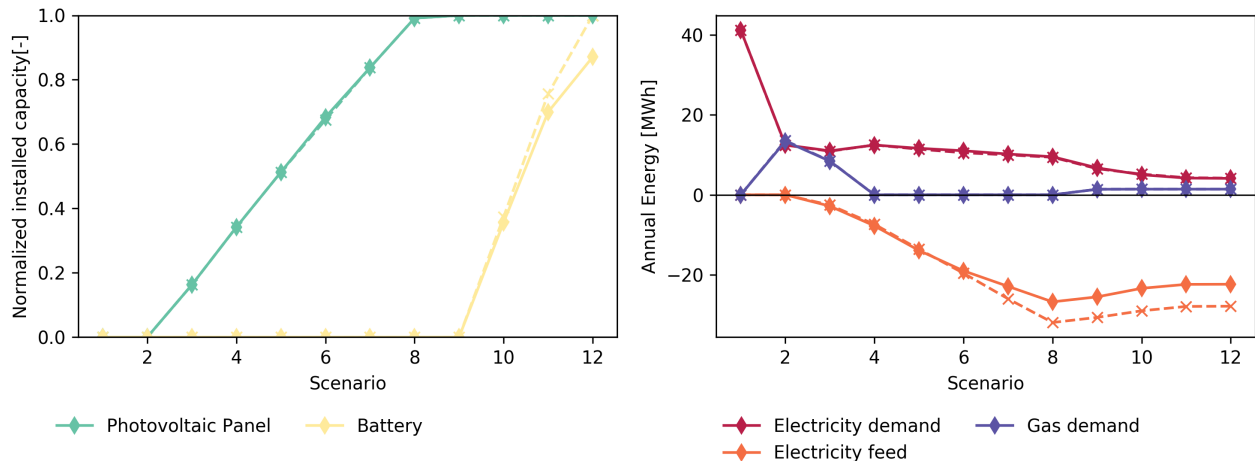 Normalized installed capacity[-]
1.0
0.8
0.6
0.4
0.2
0.0
2 4 6 8 10 12
Scenario
Photovoltaic Panel Battery
Annual Energy [MWh]
40
20
0
−20
2 4 6 8 10 12
Scenario
Electricity demand Gas demand
Electricity feed